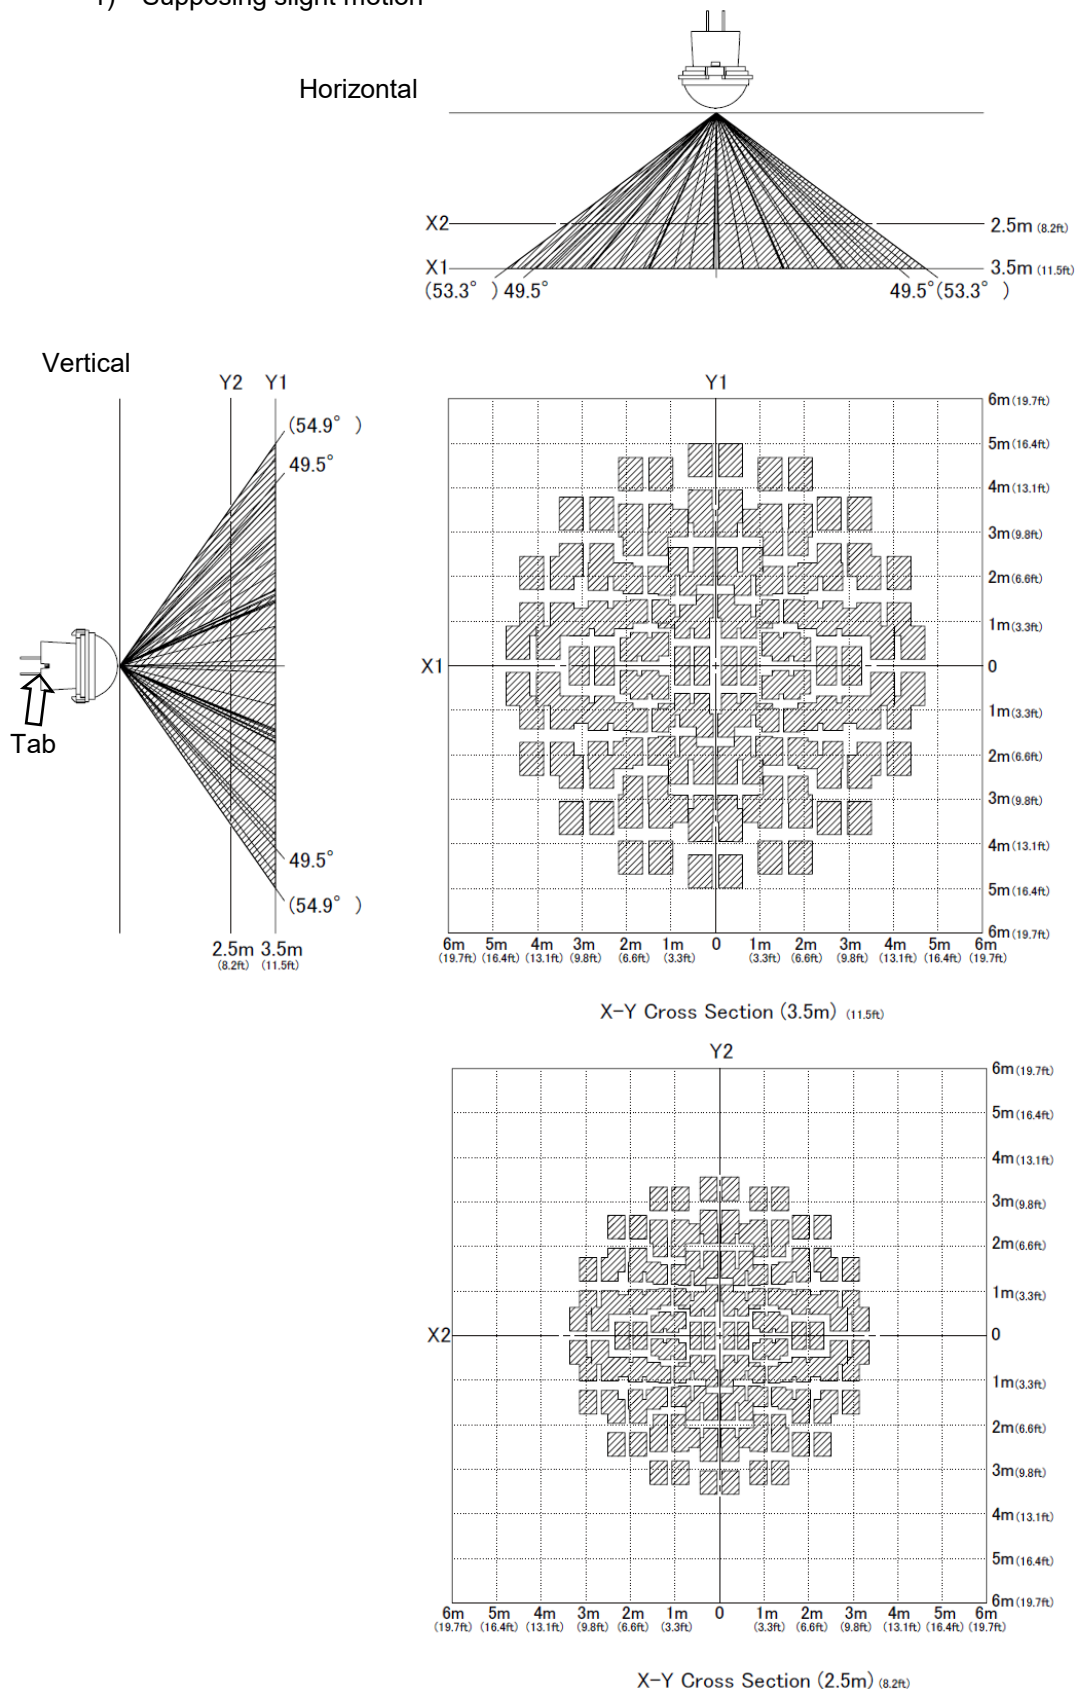 1) Supposing slight motion
Horizontal
X2
2.5m (8.2ft)
X1
3.5m (11.5ft)
(53.3° ) 49.5°
49.5° (53.3° )
Vertical
Y2 Y1
(54.9° )
49.5°
Tab
49.5°
(54.9° )
2.5m 3.5m
(8.2ft) (11.5ft)
Y1
6m (19.7ft)
5m (16.4ft)
4m (13.1ft)
3m (9.8ft)
2m (6.6ft)
1m (3.3ft)
X1
0
1m (3.3ft)
2m (6.6ft)
3m (9.8ft)
4m (13.1ft)
5m (16.4ft)
6m (19.7ft)
6m 5m 4m 3m 2m 1m 0 1m 2m 3m 4m 5m 6m
(19.7ft) (16.4ft) (13.1ft) (9.8ft) (6.6ft) (3.3ft) (3.3ft) (6.6ft) (9.8ft) (13.1ft) (16.4ft) (19.7ft)
X-Y Cross Section (3.5m) (11.5ft)
Y2
6m (19.7ft)
5m (16.4ft)
4m (13.1ft)
3m (9.8ft)
2m (6.6ft)
1m (3.3ft)
X2
0
1m (3.3ft)
2m (6.6ft)
3m (9.8ft)
4m (13.1ft)
5m (16.4ft)
6m (19.7ft)
6m 5m 4m 3m 2m 1m 0 1m 2m 3m 4m 5m 6m
(19.7ft) (16.4ft) (13.1ft) (9.8ft) (6.6ft) (3.3ft) (3.3ft) (6.6ft) (9.8ft) (13.1ft) (16.4ft) (19.7ft)
X-Y Cross Section (2.5m) (8.2ft)